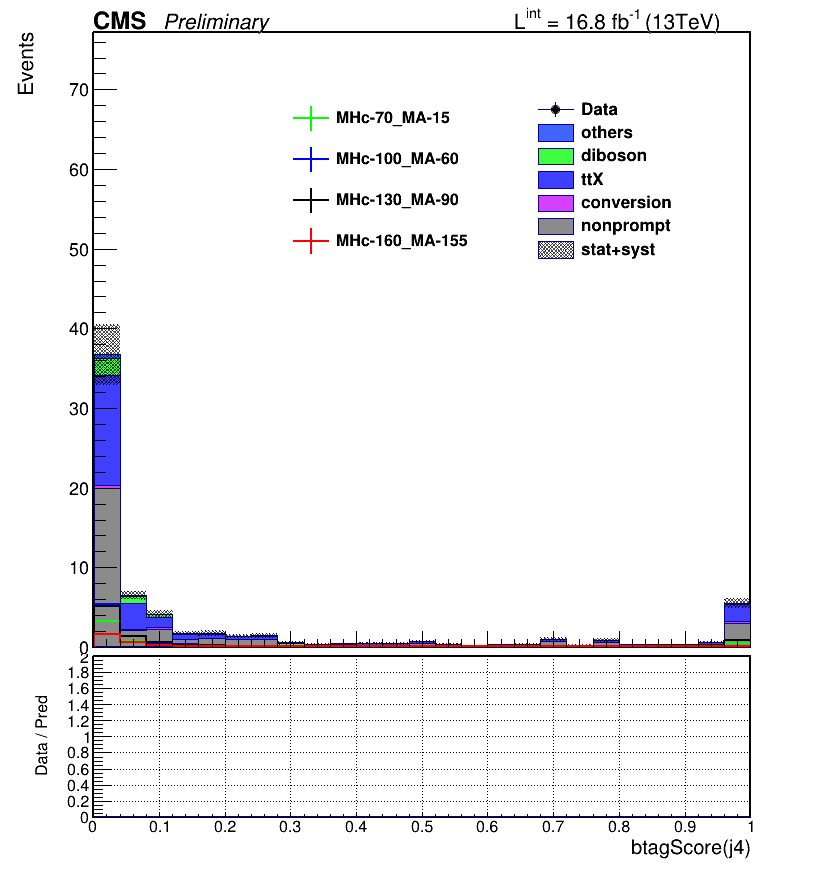 CMS Preliminary
L^int = 16.8 fb^-1 (13TeV)
Events
70
60
50
40
30
20
10
0
MHc-70_MA-15
MHc-100_MA-60
MHc-130_MA-90
MHc-160_MA-155
Data
others
diboson
ttX
conversion
nonprompt
stat+syst
Data / Pred
2
1.8
1.6
1.4
1.2
1
0.8
0.6
0.4
0.2
0
0 0.1 0.2 0.3 0.4 0.5 0.6 0.7 0.8 0.9 1
btagScore(j4)